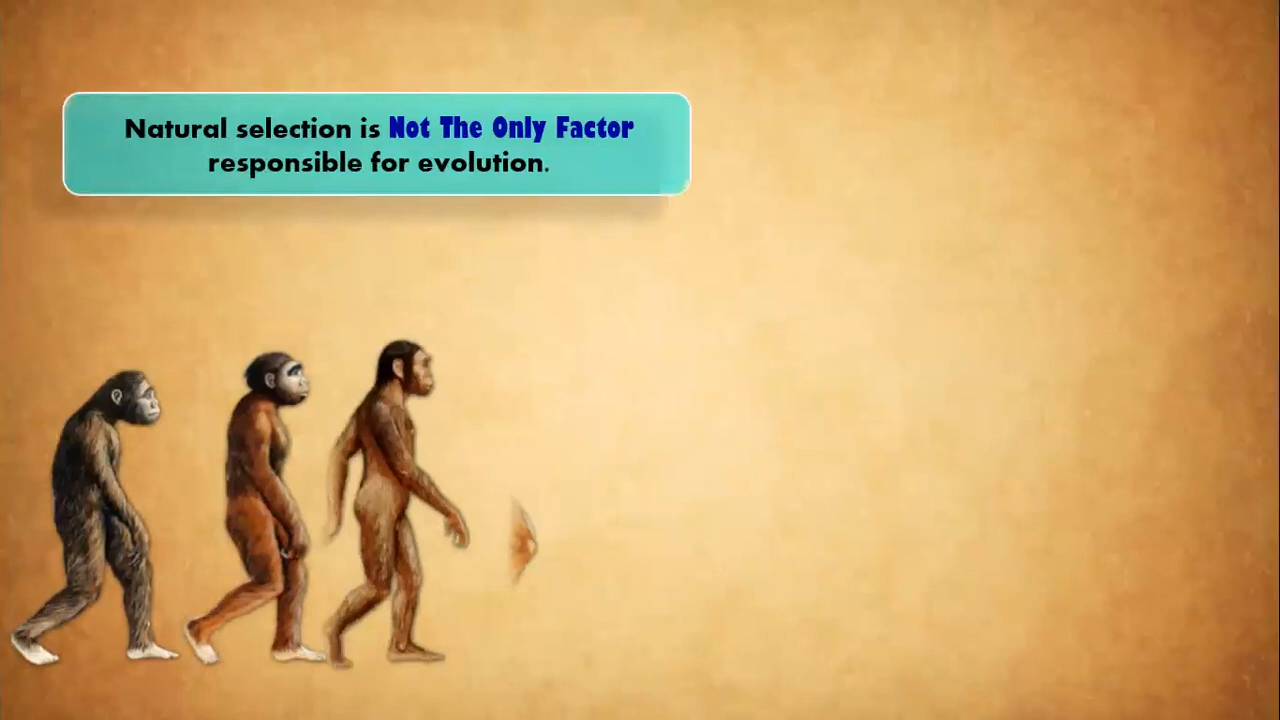 Natural selection is Not The Only Factor
responsible for evolution.